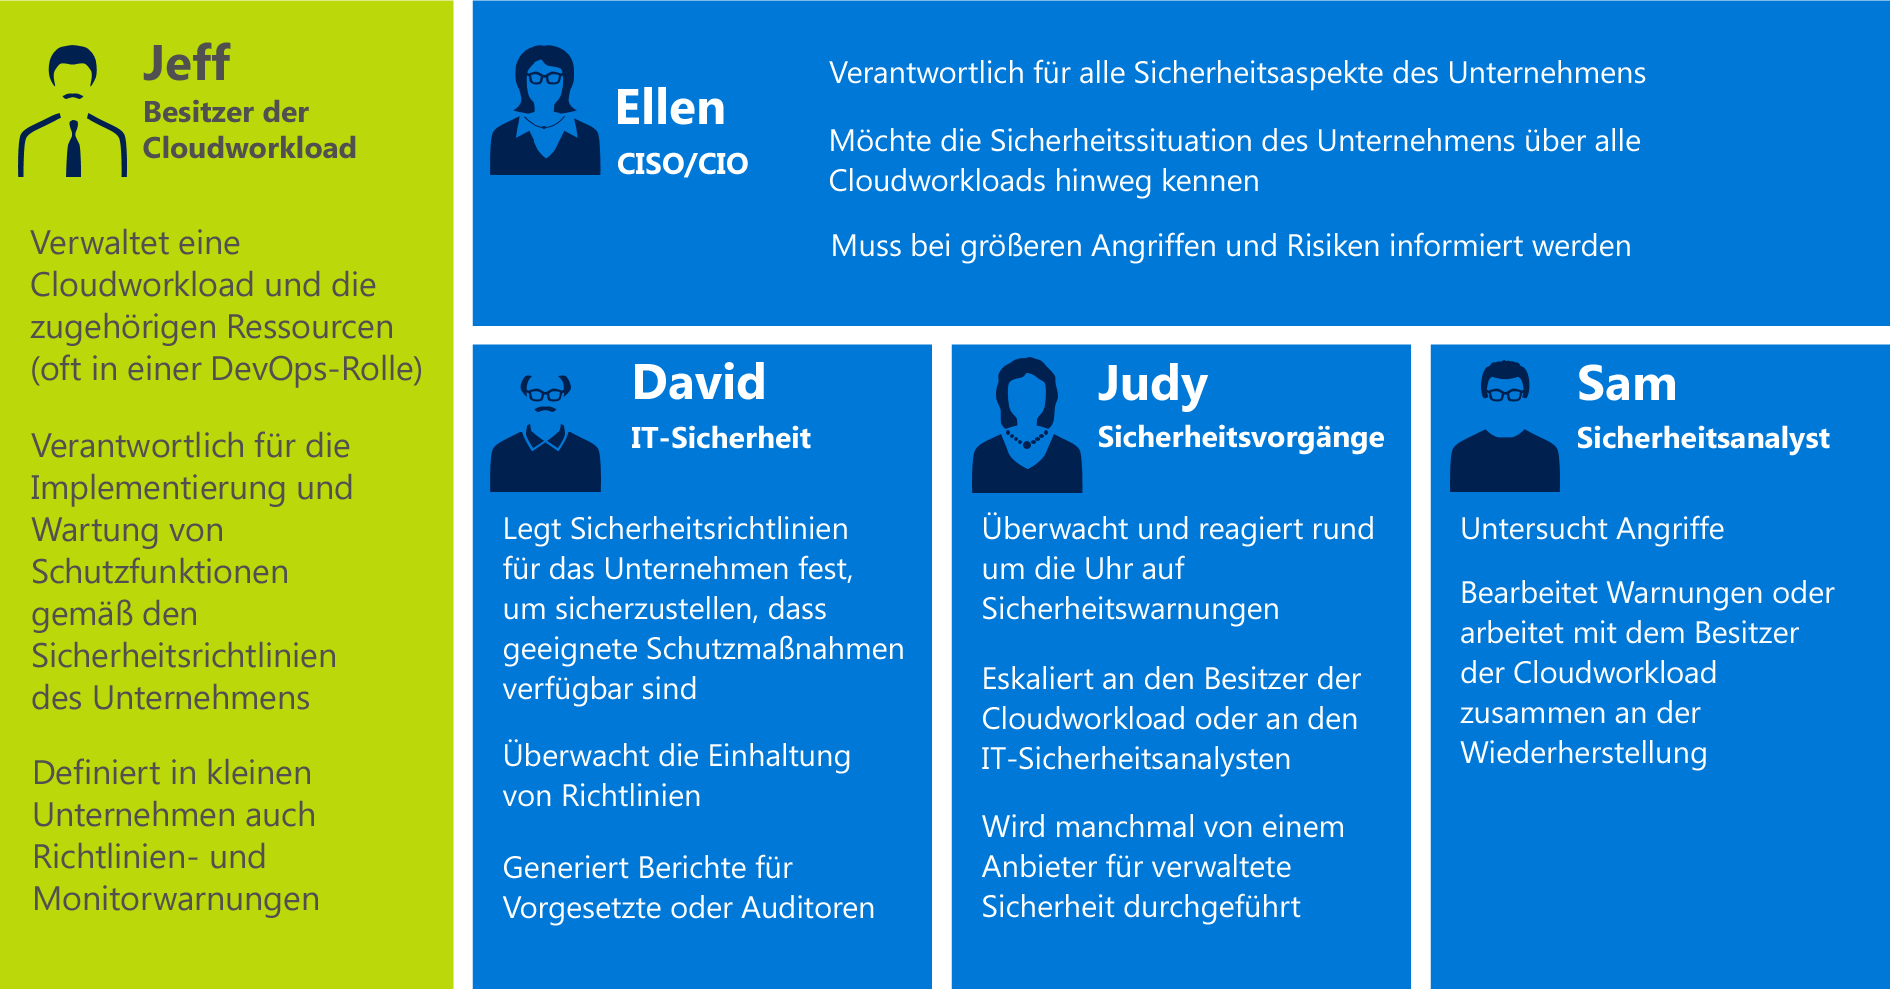 Jeff
Besitzer der
Cloudworkload
Verwaltet eine
Cloudworkload und die
zugehörigen Ressourcen
(oft in einer DevOps-Rolle)
Verantwortlich für die
Implementierung und
Wartung von
Schutzfunktionen
gemäß den
Sicherheitsrichtlinien
des Unternehmens
Definiert in kleinen
Unternehmen auch
Richtlinien- und
Monitorwarnungen
Ellen
CISO/CIO
Verantwortlich für alle Sicherheitsaspekte des Unternehmens
Möchte die Sicherheitssituation des Unternehmens über alle
Cloudworkloads hinweg kennen
Muss bei größeren Angriffen und Risiken informiert werden
David
IT-Sicherheit
Legt Sicherheitsrichtlinien
für das Unternehmen fest,
um sicherzustellen, dass
geeignete Schutzmaßnahmen
verfügbar sind
Überwacht die Einhaltung
von Richtlinien
Generiert Berichte für
Vorgesetzte oder Auditoren
Judy
Sicherheitsvorgänge
Überwacht und reagiert rund
um die Uhr auf
Sicherheitswarnungen
Eskaliert an den Besitzer der
Cloudworkload oder an den
IT-Sicherheitsanalysten
Wird manchmal von einem
Anbieter für verwaltete
Sicherheit durchgeführt
Sam
Sicherheitsanalyst
Untersucht Angriffe
Bearbeitet Warnungen oder
arbeitet mit dem Besitzer
der Cloudworkload
zusammen an der
Wiederherstellung